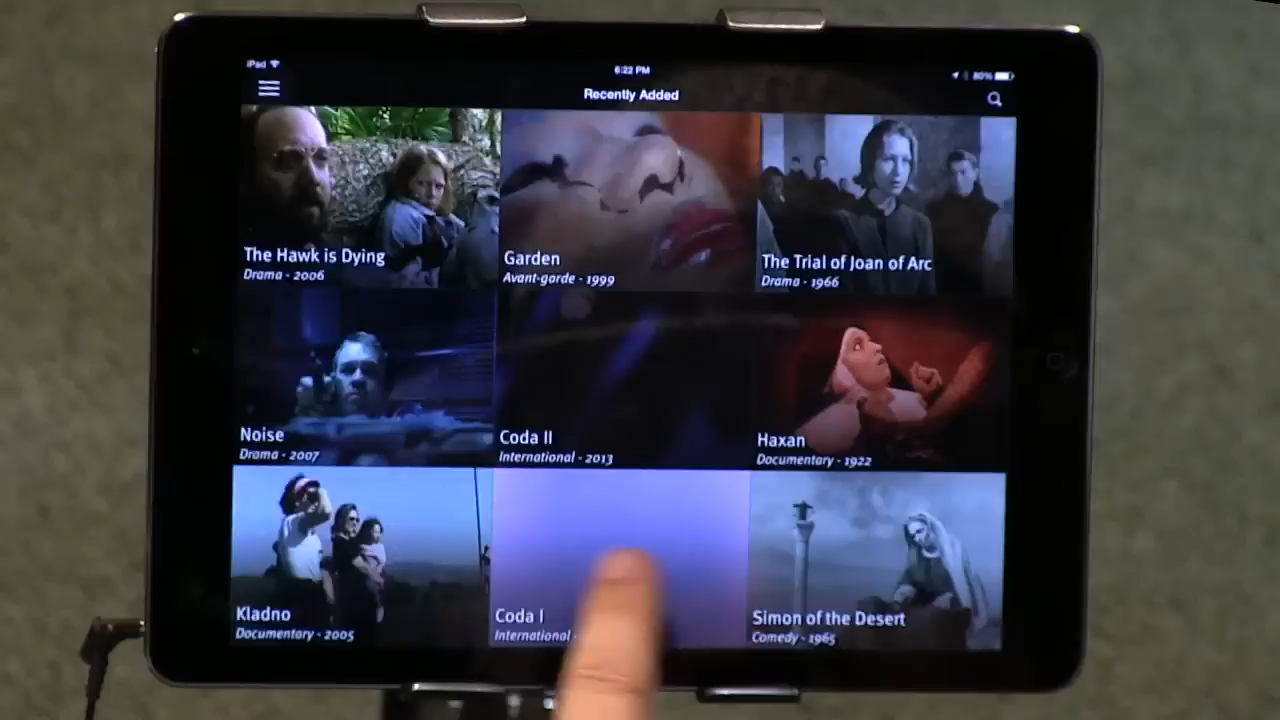 iPad
6:22 PM
80%
Recently Added
The Hawk is Dying
Drama - 2006
Garden
Avant-garde - 1999
The Trial of Joan of Arc
Drama - 1966
Noise
Drama - 2007
Coda II
International - 2013
Haxan
Documentary - 1922
Kladno
Documentary - 2005
Coda I
International
Simon of the Desert
Comedy - 1965